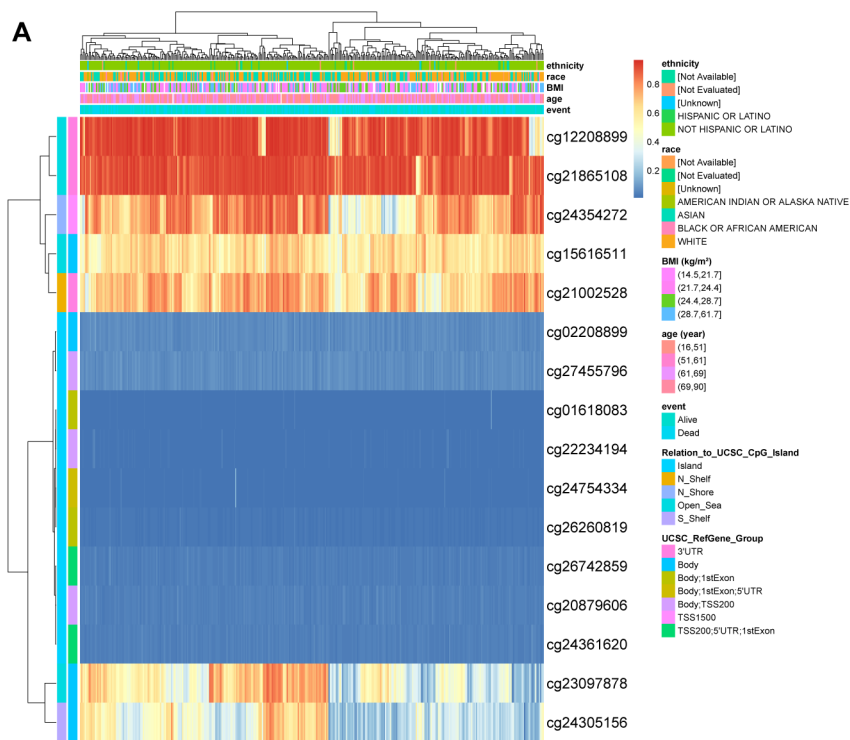 A
ethnicity
race
BMI
age
event
cg12208899
cg21865108
cg24354272
cg15616511
cg21002528
cg02208899
cg27455796
cg01618083
cg22234194
cg24754334
cg26260819
cg26742859
cg20879606
cg24361620
cg23097878
cg24305156
0.8
0.6
0.4
0.2
ethnicity
[Not Available]
[Not Evaluated]
[Unknown]
HISPANIC OR LATINO
NOT HISPANIC OR LATINO
race
[Not Available]
[Not Evaluated]
[Unknown]
AMERICAN INDIAN OR ALASKA NATIVE
ASIAN
BLACK OR AFRICAN AMERICAN
WHITE
BMI (kg/m²)
(14.5,21.7]
(21.7,24.4]
(24.4,28.7]
(28.7,61.7]
age (year)
(16,51]
(51,61]
(61,69]
(69,90]
event
Alive
Dead
Relation_to_UCSC_CpG_Island
Island
N_Shelf
N_Shore
Open_Sea
S_Shelf
UCSC_RefGene_Group
3'UTR
Body
Body;1stExon
Body;1stExon;5'UTR
Body;TSS200
TSS1500
TSS200;5'UTR;1stExon